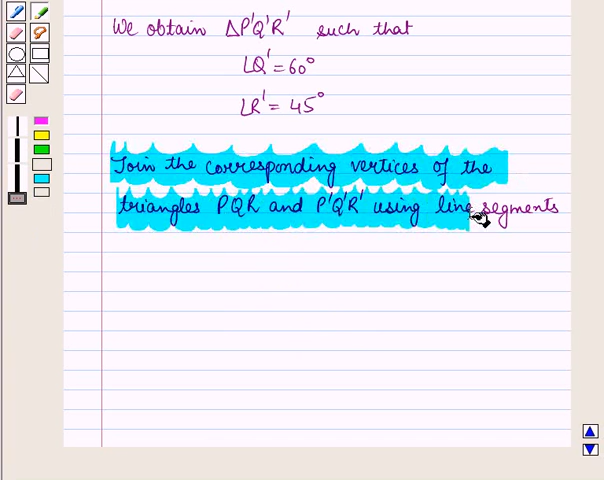 We obtain ΔP'Q'R' such that
∠Q' = 60°
∠R' = 45°
Join the corresponding vertices of the
triangles PQR and P'Q'R' using line segments